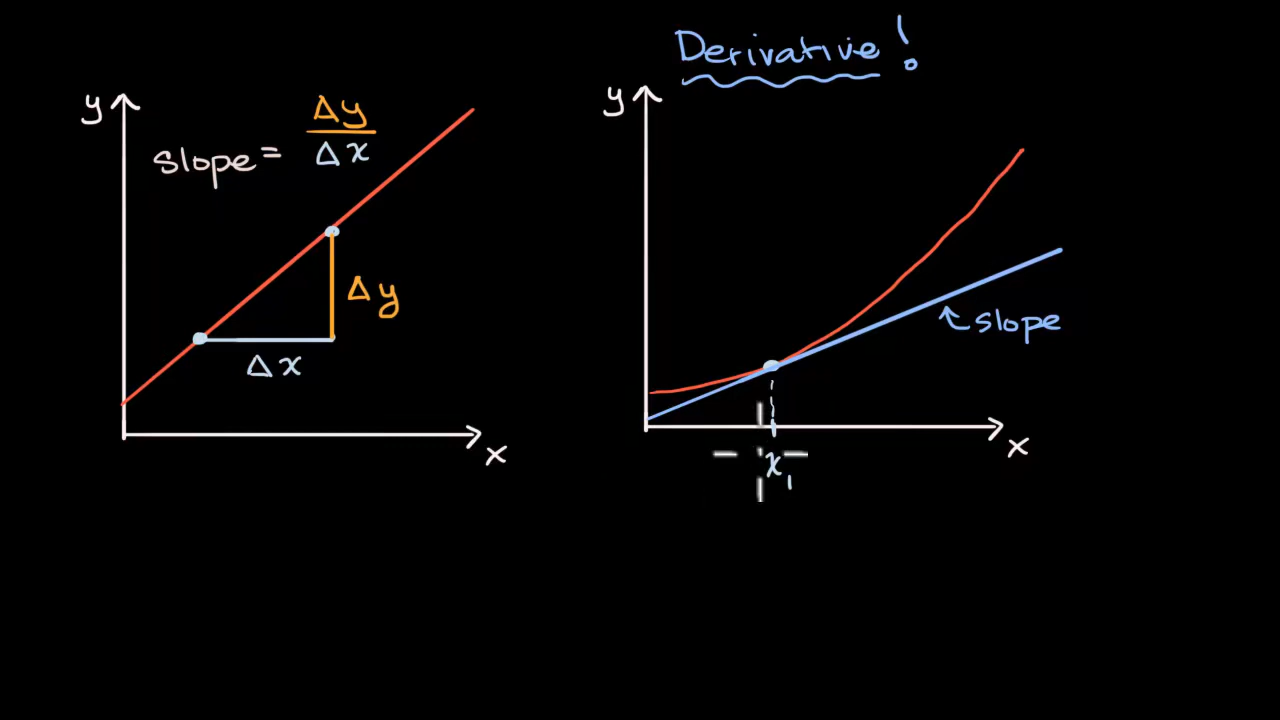 Derivative!
y
slope = Δy/Δx
Δy
Δx
x
y
slope
x
x₁